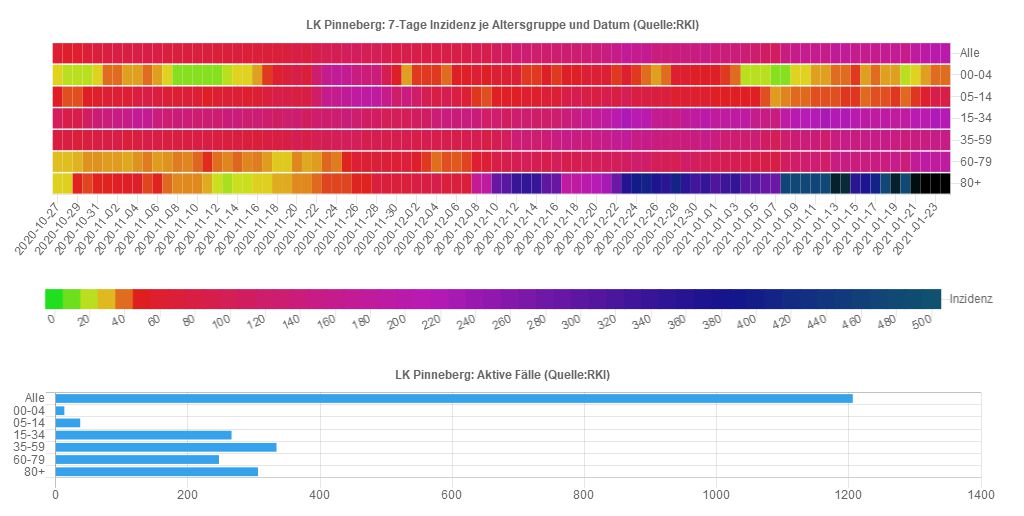 LK Pinneberg: 7-Tage Inzidenz je Altersgruppe und Datum (Quelle:RKI)
Alle
00-04
05-14
15-34
35-59
60-79
80+
2020-10-27 2020-10-29 2020-10-31 2020-11-02 2020-11-04 2020-11-06 2020-11-08 2020-11-10 2020-11-12 2020-11-14 2020-11-16 2020-11-18 2020-11-20 2020-11-22 2020-11-24 2020-11-26 2020-11-28 2020-11-30 2020-12-02 2020-12-04 2020-12-06 2020-12-08 2020-12-10 2020-12-12 2020-12-14 2020-12-16 2020-12-18 2020-12-20 2020-12-22 2020-12-24 2020-12-26 2020-12-28 2020-12-30 2021-01-01 2021-01-03 2021-01-05 2021-01-07 2021-01-09 2021-01-11 2021-01-13 2021-01-15 2021-01-17 2021-01-19 2021-01-21 2021-01-23
Inzidenz
0 20 40 60 80 100 120 140 160 180 200 220 240 260 280 300 320 340 360 380 400 420 440 460 480 500
LK Pinneberg: Aktive Fälle (Quelle:RKI)
Alle
00-04
05-14
15-34
35-59
60-79
80+
0 200 400 600 800 1000 1200 1400